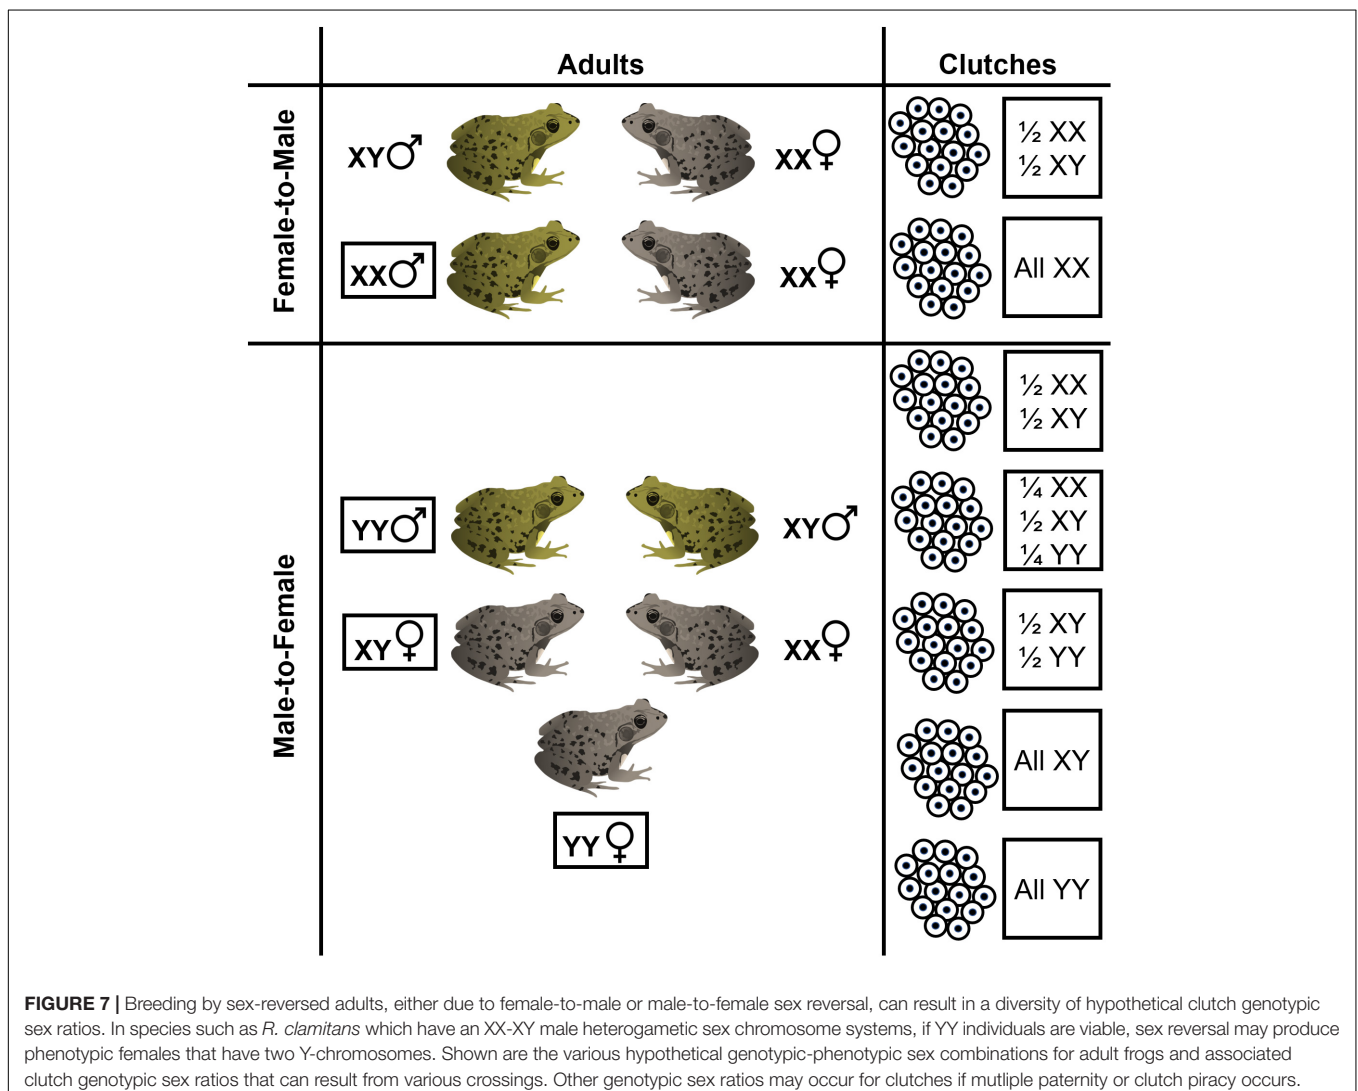 Adults
Clutches
Female-to-Male
XY♂
XX♀
½ XX
½ XY
XX♂
XX♀
All XX
Male-to-Female
½ XX
½ XY
YY♂
XY♂
¼ XX
½ XY
¼ YY
XY♀
XX♀
½ XY
½ YY
YY♀
All XY
All YY
FIGURE 7 | Breeding by sex-reversed adults, either due to female-to-male or male-to-female sex reversal, can result in a diversity of hypothetical clutch genotypic
sex ratios. In species such as R. clamitans which have an XX-XY male heterogametic sex chromosome systems, if YY individuals are viable, sex reversal may produce
phenotypic females that have two Y-chromosomes. Shown are the various hypothetical genotypic-phenotypic sex combinations for adult frogs and associated
clutch genotypic sex ratios that can result from various crossings. Other genotypic sex ratios may occur for clutches if mutliple paternity or clutch piracy occurs.